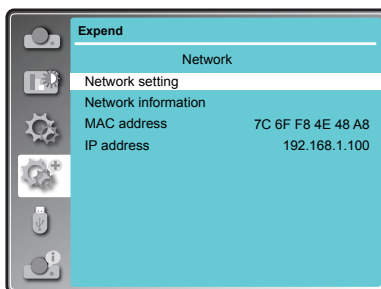 Expend
Network
Network setting
Network information
MAC address 7C 6F F8 4E 48 A8
IP address 192.168.1.100